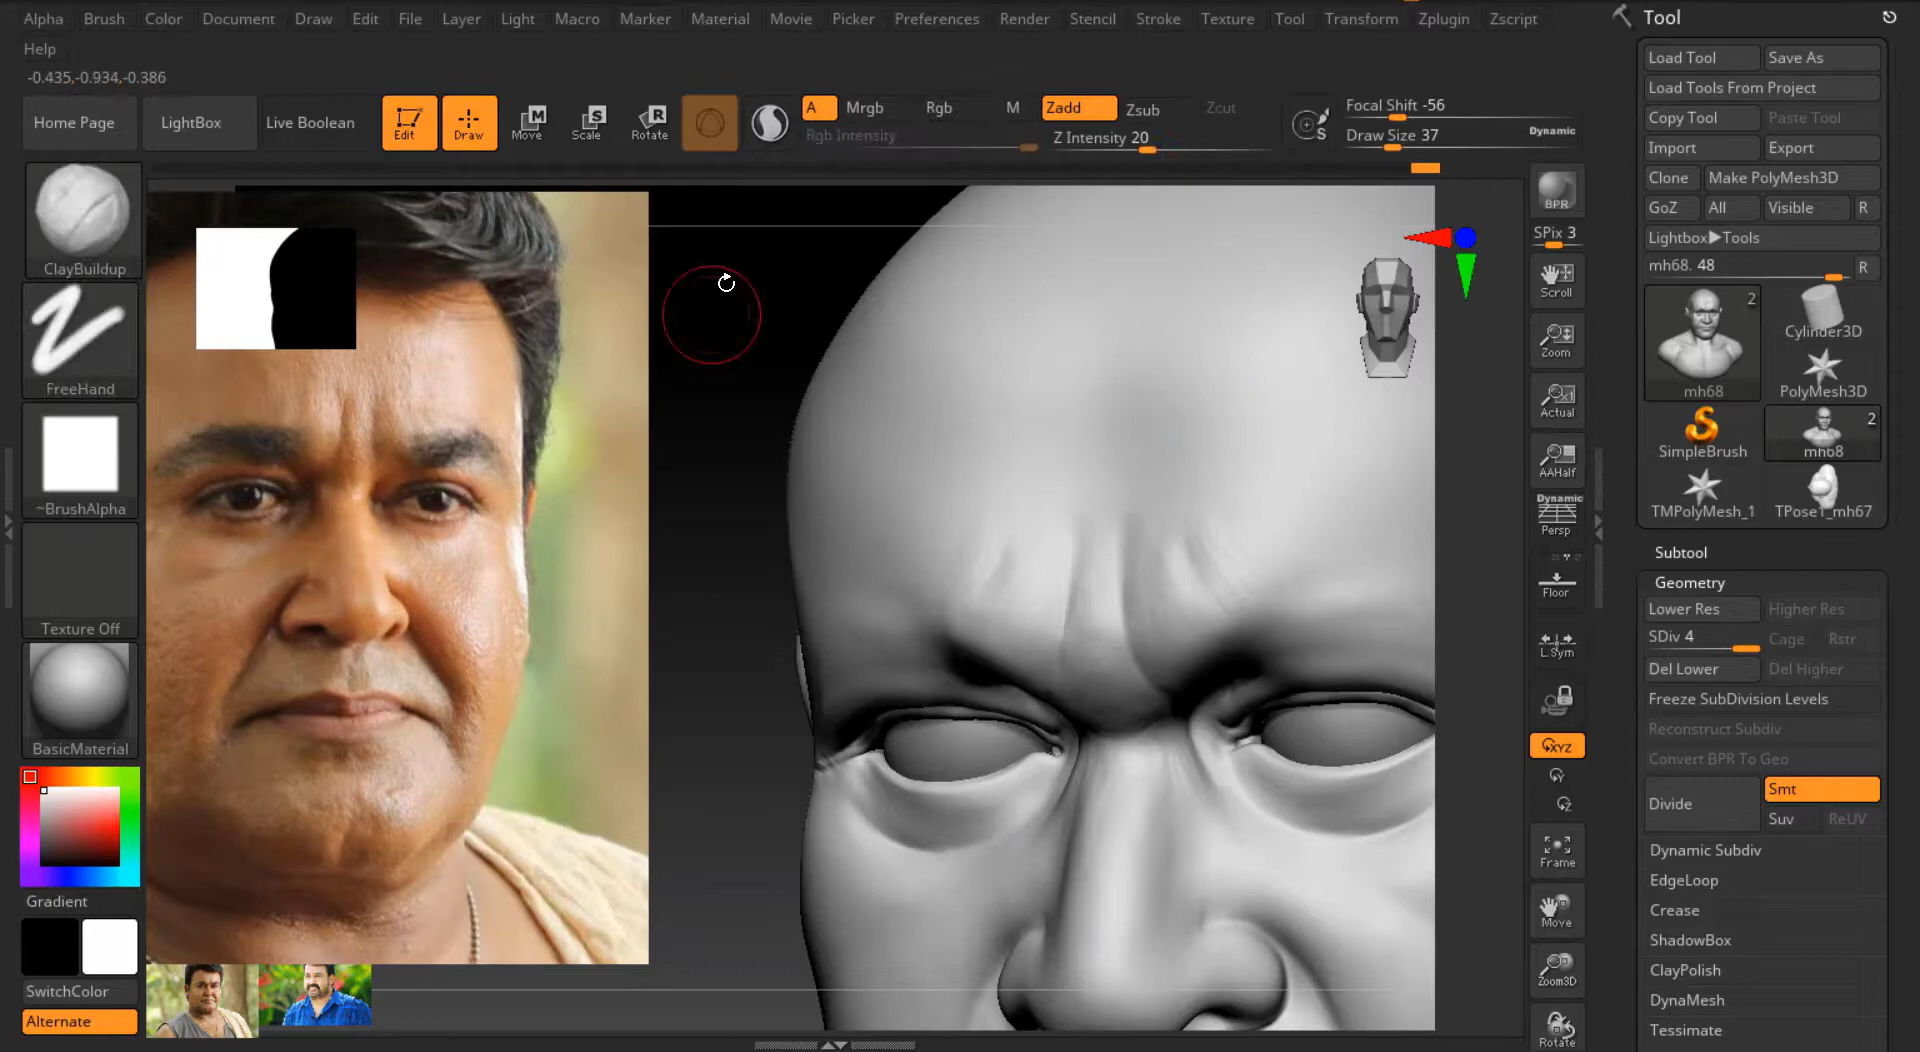 Alpha Brush Color Document Draw Edit File Layer Light Macro Marker Material Movie Picker Preferences Render Stencil Stroke Texture Tool Transform Zplugin Zscript
Help
-0.435,-0.934,-0.386
Home Page LightBox Live Boolean Edit Draw Move Scale Rotate
M S R
A Mrgb Rgb M Zadd Zsub Zcut
Rgb Intensity Z Intensity 20
S
Focal Shift -56
Draw Size 37 Dynamic
ClayBuildup
FreeHand
~BrushAlpha
Texture Off
BasicMaterial
Gradient
SwitchColor
Alternate
BPR
SPix 3
Scroll
Zoom
Actual
AAHalf
Dynamic
Persp
Floor
L.Sym
XYZ
Y
Z
Frame
Move
Zoom3D
Rotate
Tool
Load Tool Save As
Load Tools From Project
Copy Tool Paste Tool
Import Export
Clone Make PolyMesh3D
GoZ All Visible R
Lightbox▶Tools
mh68. 48 R
2
mh68 Cylinder3D
PolyMesh3D
2
SimpleBrush mh68
TMPolyMesh_1 TPose1_mh67
Subtool
Geometry
Lower Res Higher Res
SDiv 4 Cage Rstr
Del Lower Del Higher
Freeze SubDivision Levels
Reconstruct Subdiv
Convert BPR To Geo
Divide Smt
Suv ReUV
Dynamic Subdiv
EdgeLoop
Crease
ShadowBox
ClayPolish
DynaMesh
Tessimate